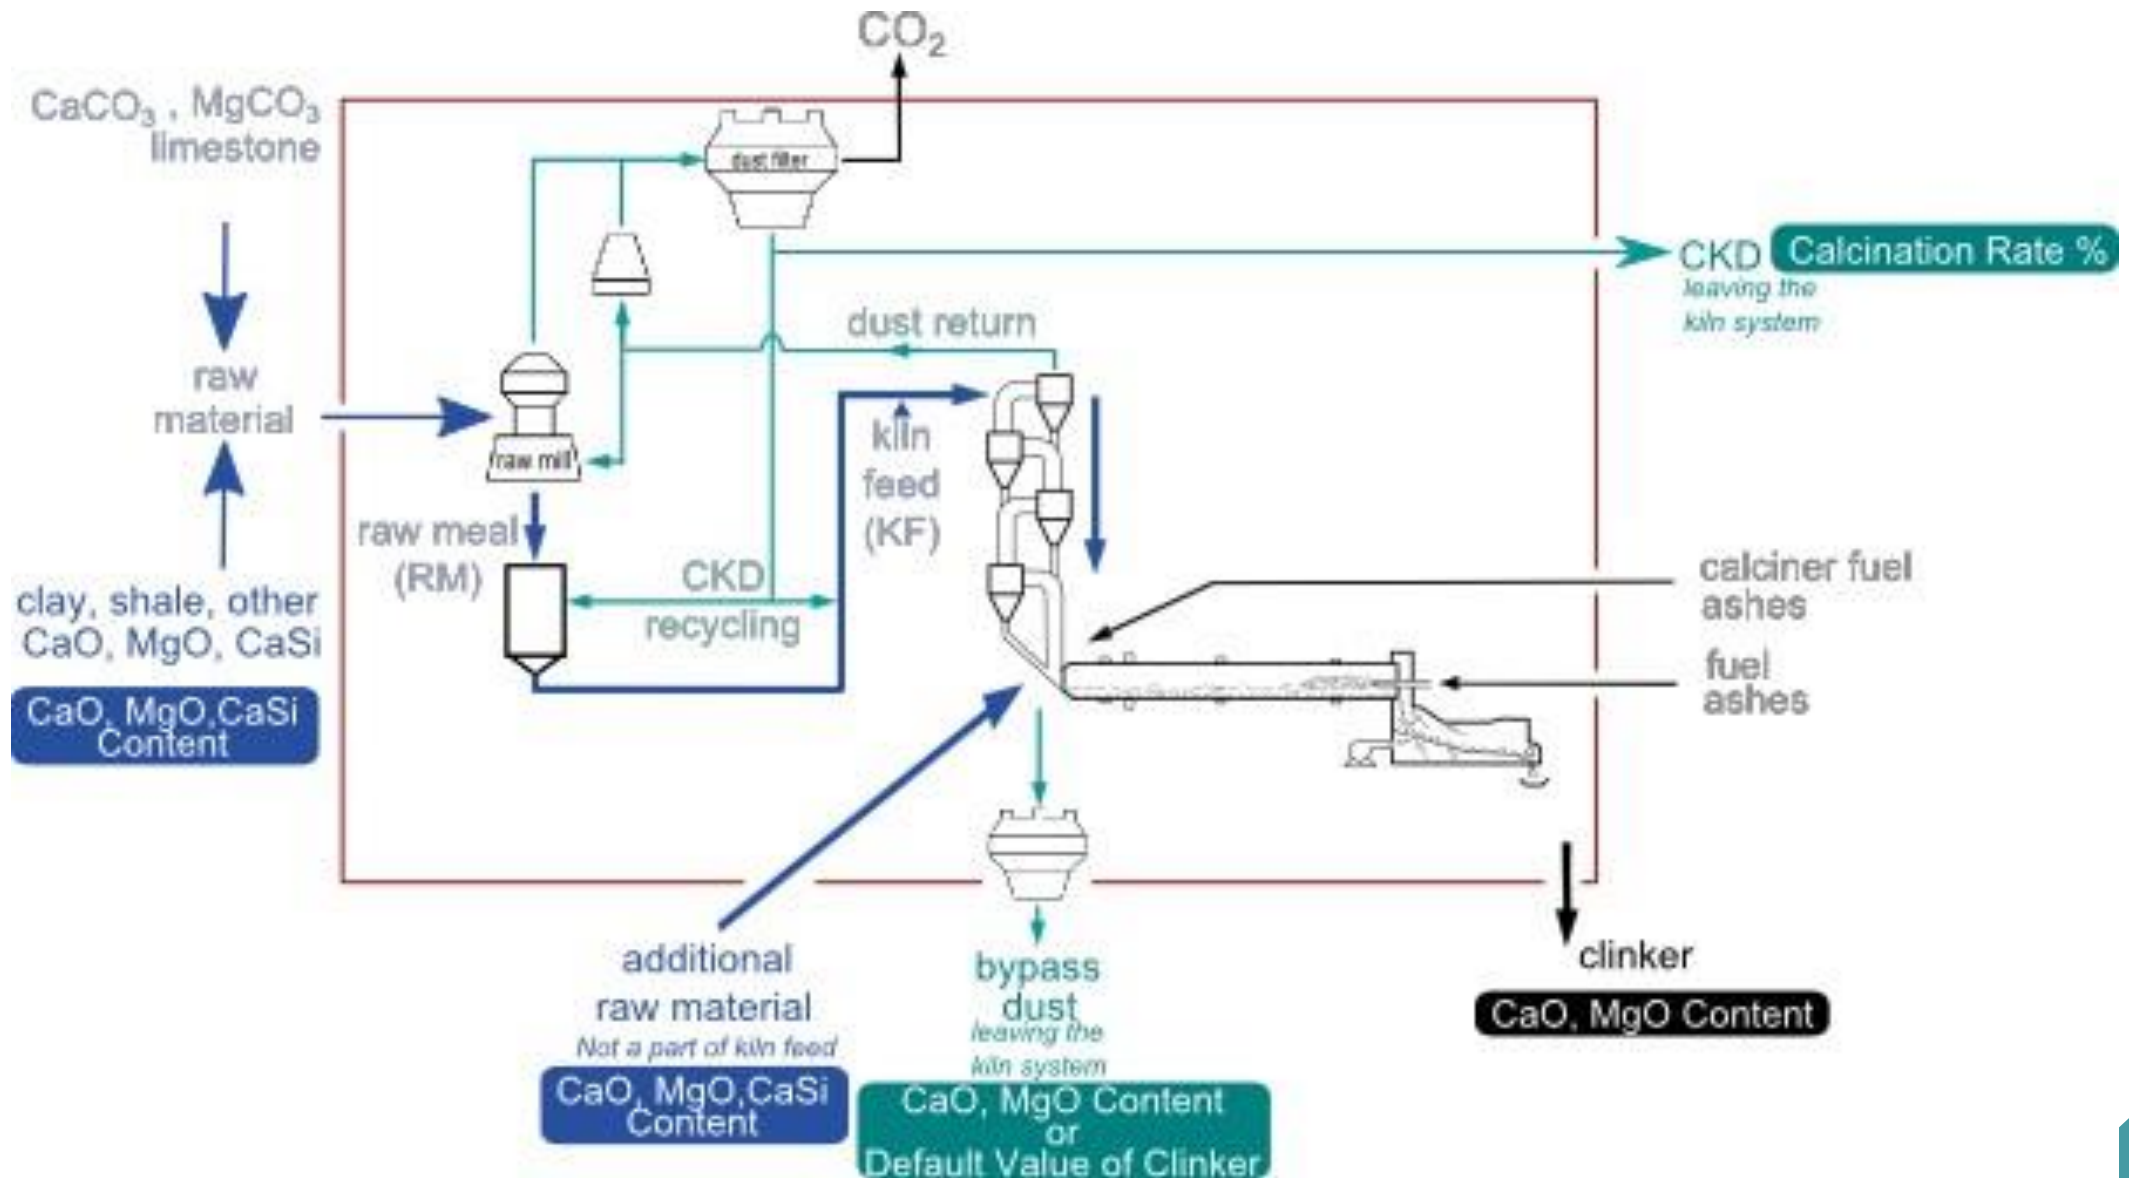 CO₂
CaCO₃ , MgCO₃
limestone
dust filter
CKD Calcination Rate %
leaving the
kiln system
dust return
raw
material
kiln
feed
(KF)
raw mill
raw meal
(RM)
CKD
recycling
calciner fuel
ashes
clay, shale, other
CaO, MgO, CaSi
fuel
ashes
CaO, MgO,CaSi
Content
additional
raw material
Not a part of kiln feed
CaO, MgO,CaSi
Content
bypass
dust
leaving the
kiln system
CaO, MgO Content
or
Default Value of Clinker
clinker
CaO, MgO Content